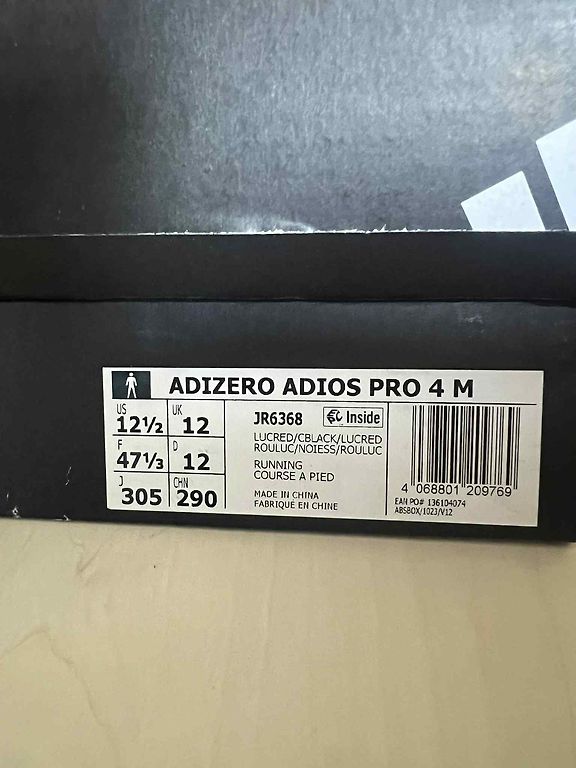 ADIZERO ADIOS PRO 4 M
US 12½ UK 12
F 47⅓ D 12
J 305 CHN 290
JR6368 Inside
LUCRED/CBLACK/LUCRED
ROULUC/NOIESS/ROULUC
RUNNING
COURSE A PIED
MADE IN CHINA
FABRIQUÉ EN CHINE
4 068801 209769
EAN PO# 136104074
ABSBOX/1023/V12